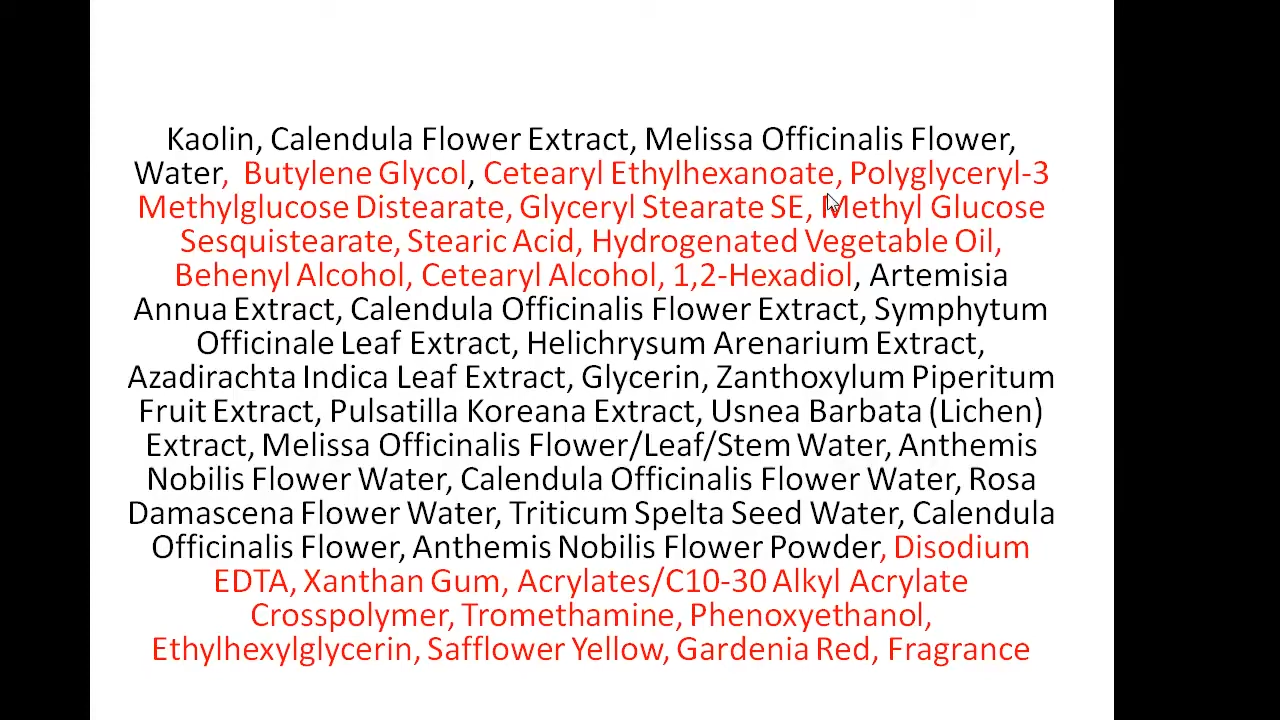 Kaolin, Calendula Flower Extract, Melissa Officinalis Flower,
Water,  Butylene Glycol, Cetearyl Ethylhexanoate, Polyglyceryl-3
Methylglucose Distearate, Glyceryl Stearate SE, Methyl Glucose
Sesquistearate, Stearic Acid, Hydrogenated Vegetable Oil,
Behenyl Alcohol, Cetearyl Alcohol, 1,2-Hexadiol, Artemisia
Annua Extract, Calendula Officinalis Flower Extract, Symphytum
Officinale Leaf Extract, Helichrysum Arenarium Extract,
Azadirachta Indica Leaf Extract, Glycerin, Zanthoxylum Piperitum
Fruit Extract, Pulsatilla Koreana Extract, Usnea Barbata (Lichen)
Extract, Melissa Officinalis Flower/Leaf/Stem Water, Anthemis
Nobilis Flower Water, Calendula Officinalis Flower Water, Rosa
Damascena Flower Water, Triticum Spelta Seed Water, Calendula
Officinalis Flower, Anthemis Nobilis Flower Powder, Disodium
EDTA, Xanthan Gum, Acrylates/C10-30 Alkyl Acrylate
Crosspolymer, Tromethamine, Phenoxyethanol,
Ethylhexylglycerin, Safflower Yellow, Gardenia Red, Fragrance